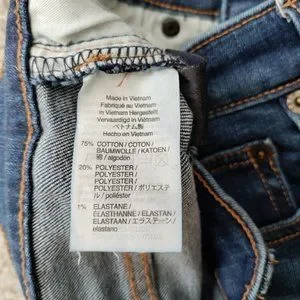 Made in Vietnam
Fabriqué au Vietnam
In Vietnam Hergestellt
Vervaardigd in Vietnam
ベトナム製
Hecho en Vietnam
75% COTTON / COTON /
BAUMWOLLE / KATOEN /
綿 / algodón
20% POLYESTER /
POLYESTER /
POLYESTER /
POLYESTER / ポリエステ
ル / poliéster
1% ELASTANE /
ELASTHANNE / ELASTAN /
ELASTAAN / エラステーン /
elastano